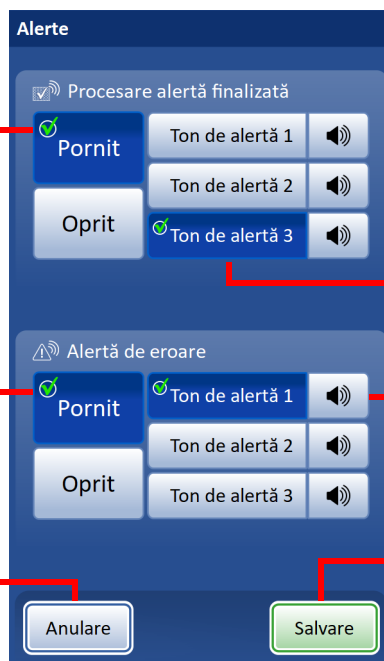 Alerte
Procesare alertă finalizată
Pornit
Ton de alertă 1
Ton de alertă 2
Oprit
Ton de alertă 3
Alertă de eroare
Pornit
Ton de alertă 1
Ton de alertă 2
Oprit
Ton de alertă 3
Anulare
Salvare